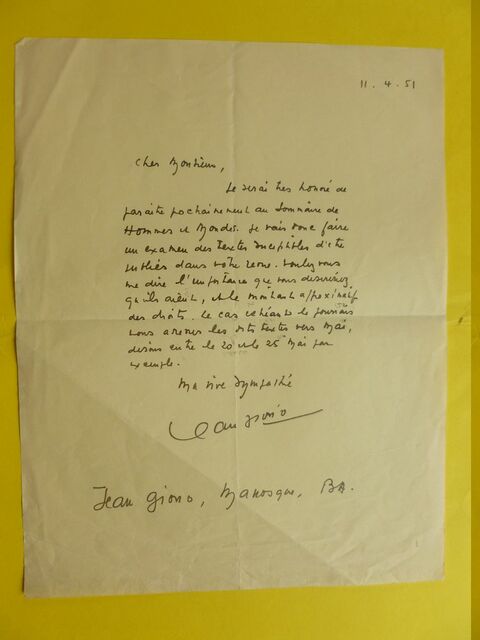 11. 4. 51
Cher Monsieur,
Je serai très honoré de
paraître prochainement au Sommaire de
Hommes et Mondes. Je vais donc faire
un examen des textes susceptibles d'être
publiés dans votre revue. Voulez vous
me dire l'importance que vous désireriez
qu'ils aient, et le montant approximatif
des droits. Le cas échéant je pourrais
vous les dits textes vers Mai,
disons entre le 20 et le 25 Mai par
exemple.
Ma vive sympathie
Jean Giono
Jean Giono, Manosque, BA.